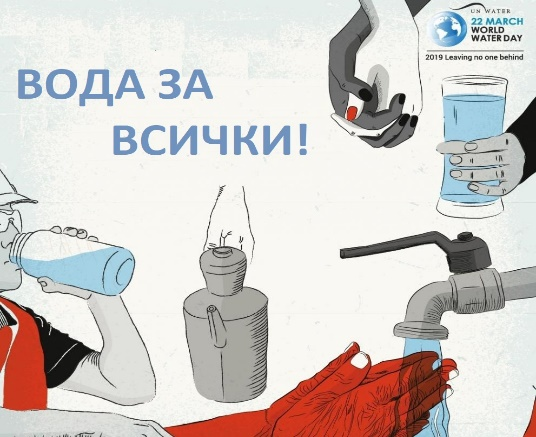 UN WATER
22 MARCH
WORLD
WATER DAY
2019 Leaving no one behind
ВОДА ЗА
ВСИЧКИ!